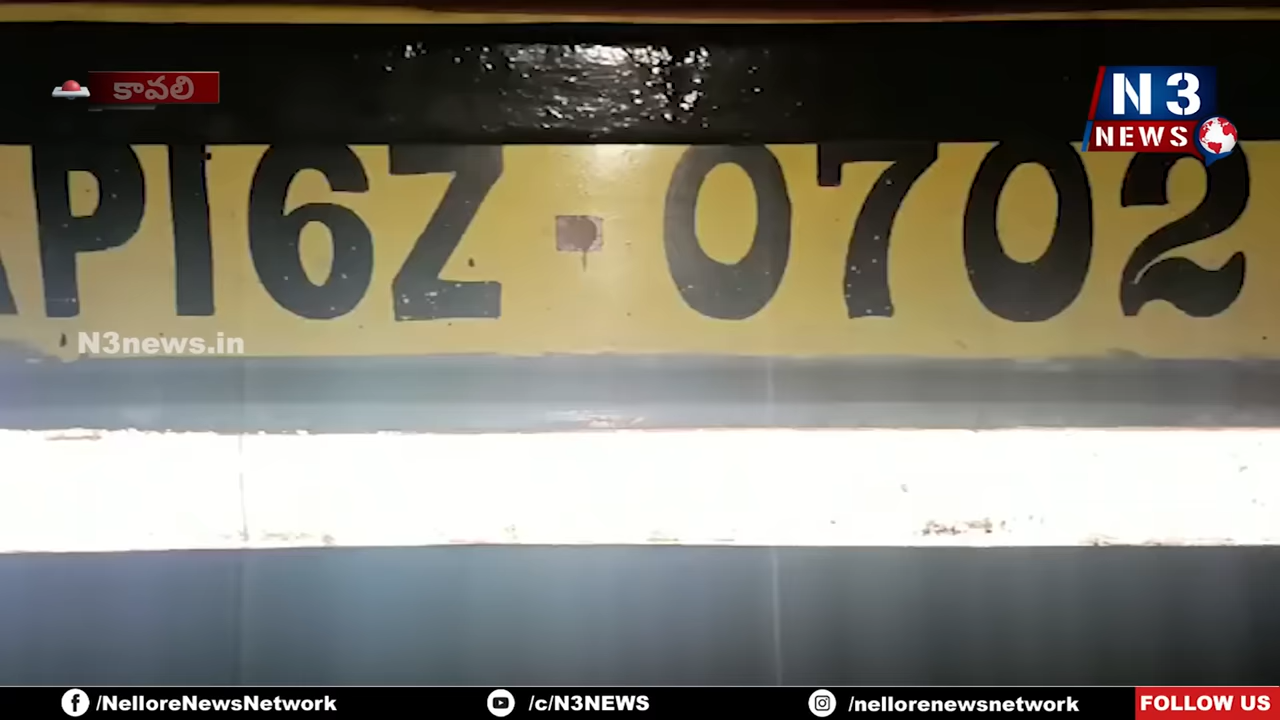 కావలి
N3
NEWS
AP16Z 0702
N3news.in
/NelloreNewsNetwork /c/N3NEWS /nellorenewsnetwork FOLLOW US